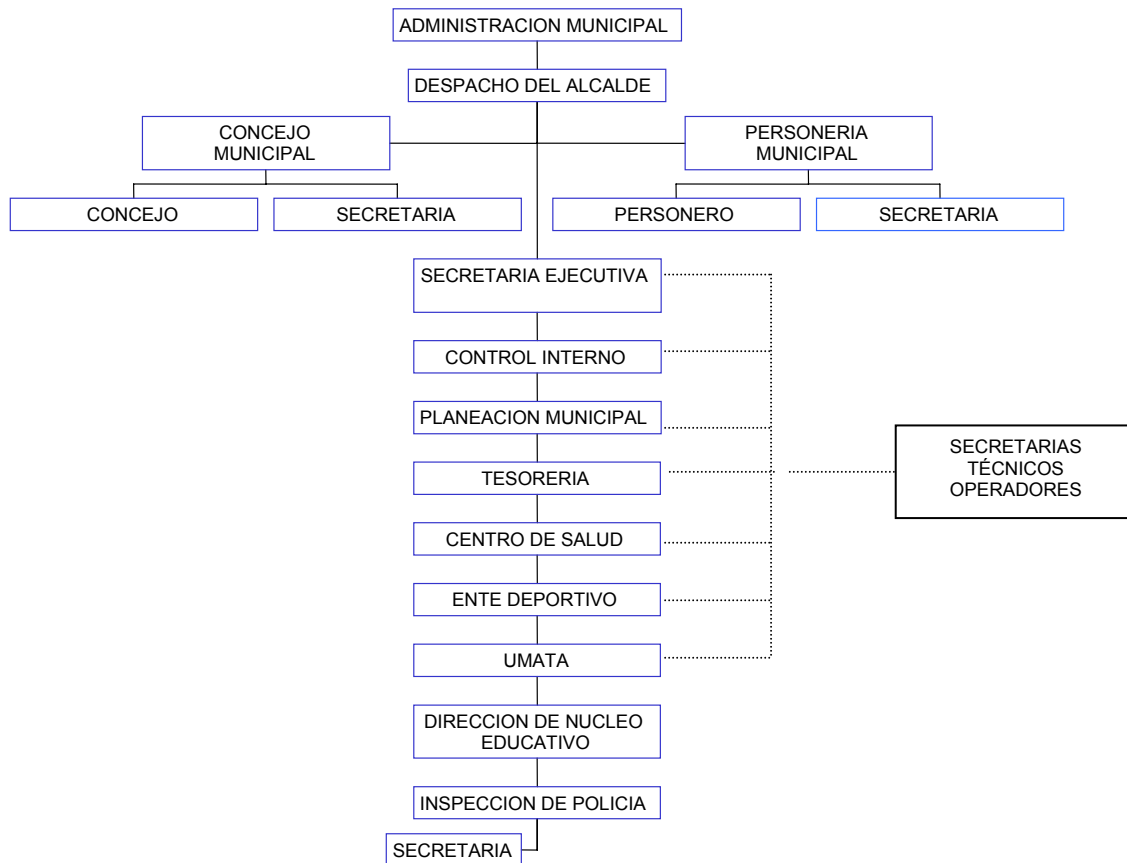 ADMINISTRACION MUNICIPAL
DESPACHO DEL ALCALDE
CONCEJO
MUNICIPAL
PERSONERIA
MUNICIPAL
CONCEJO
SECRETARIA
PERSONERO
SECRETARIA
SECRETARIA EJECUTIVA
CONTROL INTERNO
PLANEACION MUNICIPAL
TESORERIA
SECRETARIAS
TÉCNICOS
OPERADORES
CENTRO DE SALUD
ENTE DEPORTIVO
UMATA
DIRECCION DE NUCLEO
EDUCATIVO
INSPECCION DE POLICIA
SECRETARIA